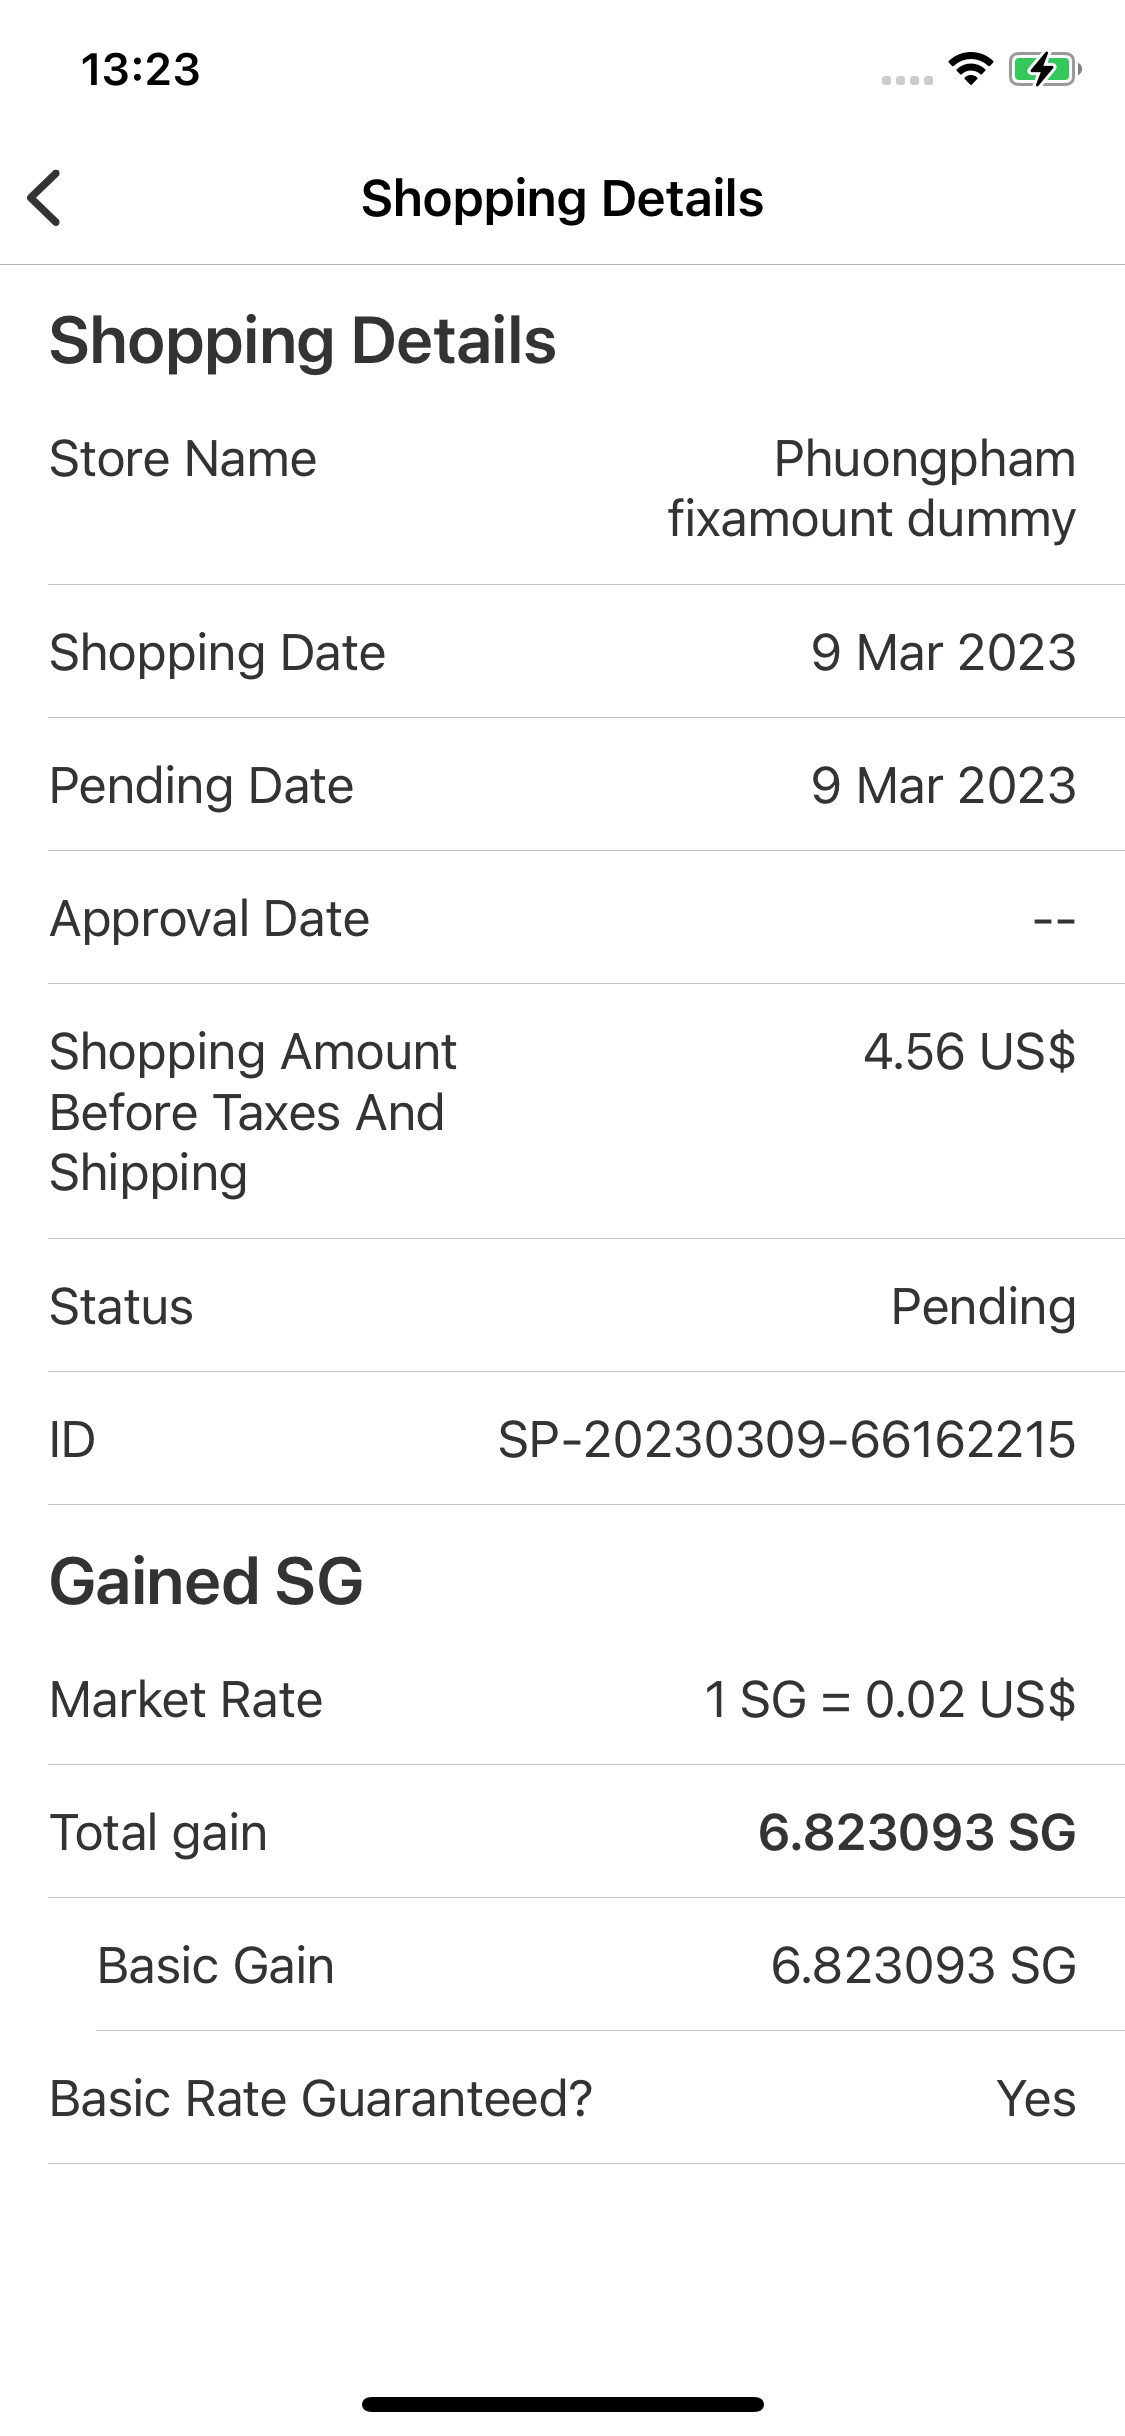 13:23
Shopping Details
Shopping Details
Store Name
Phuongpham
fixamount dummy
Shopping Date
9 Mar 2023
Pending Date
9 Mar 2023
Approval Date
--
Shopping Amount
Before Taxes And
Shipping
4.56 US$
Status
Pending
ID
SP-20230309-66162215
Gained SG
Market Rate
1 SG = 0.02 US$
Total gain
6.823093 SG
Basic Gain
6.823093 SG
Basic Rate Guaranteed?
Yes